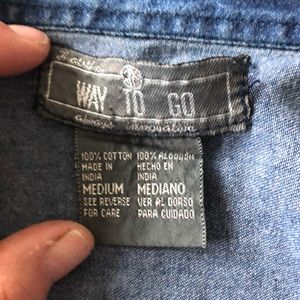 WAY TO GO
100% COTTON 100% ALGODÓN
MADE IN HECHO EN
INDIA INDIA
MEDIUM MEDIANO
SEE REVERSE VER AL DORSO
FOR CARE PARA CUIDADO